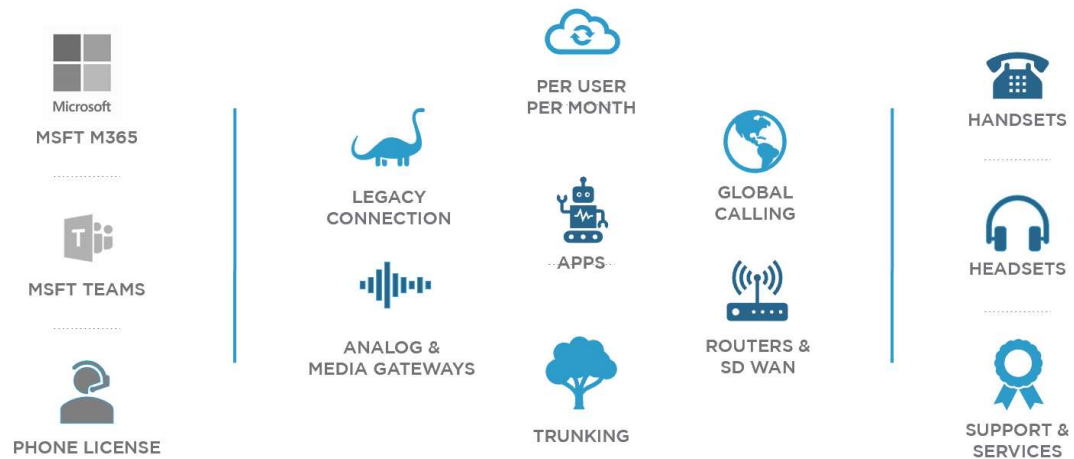 Microsoft
MSFT M365
T
MSFT TEAMS
PHONE LICENSE
LEGACY
CONNECTION
ANALOG &
MEDIA GATEWAYS
PER USER
PER MONTH
APPS
TRUNKING
GLOBAL
CALLING
ROUTERS &
SD WAN
HANDSETS
HEADSETS
SUPPORT &
SERVICES